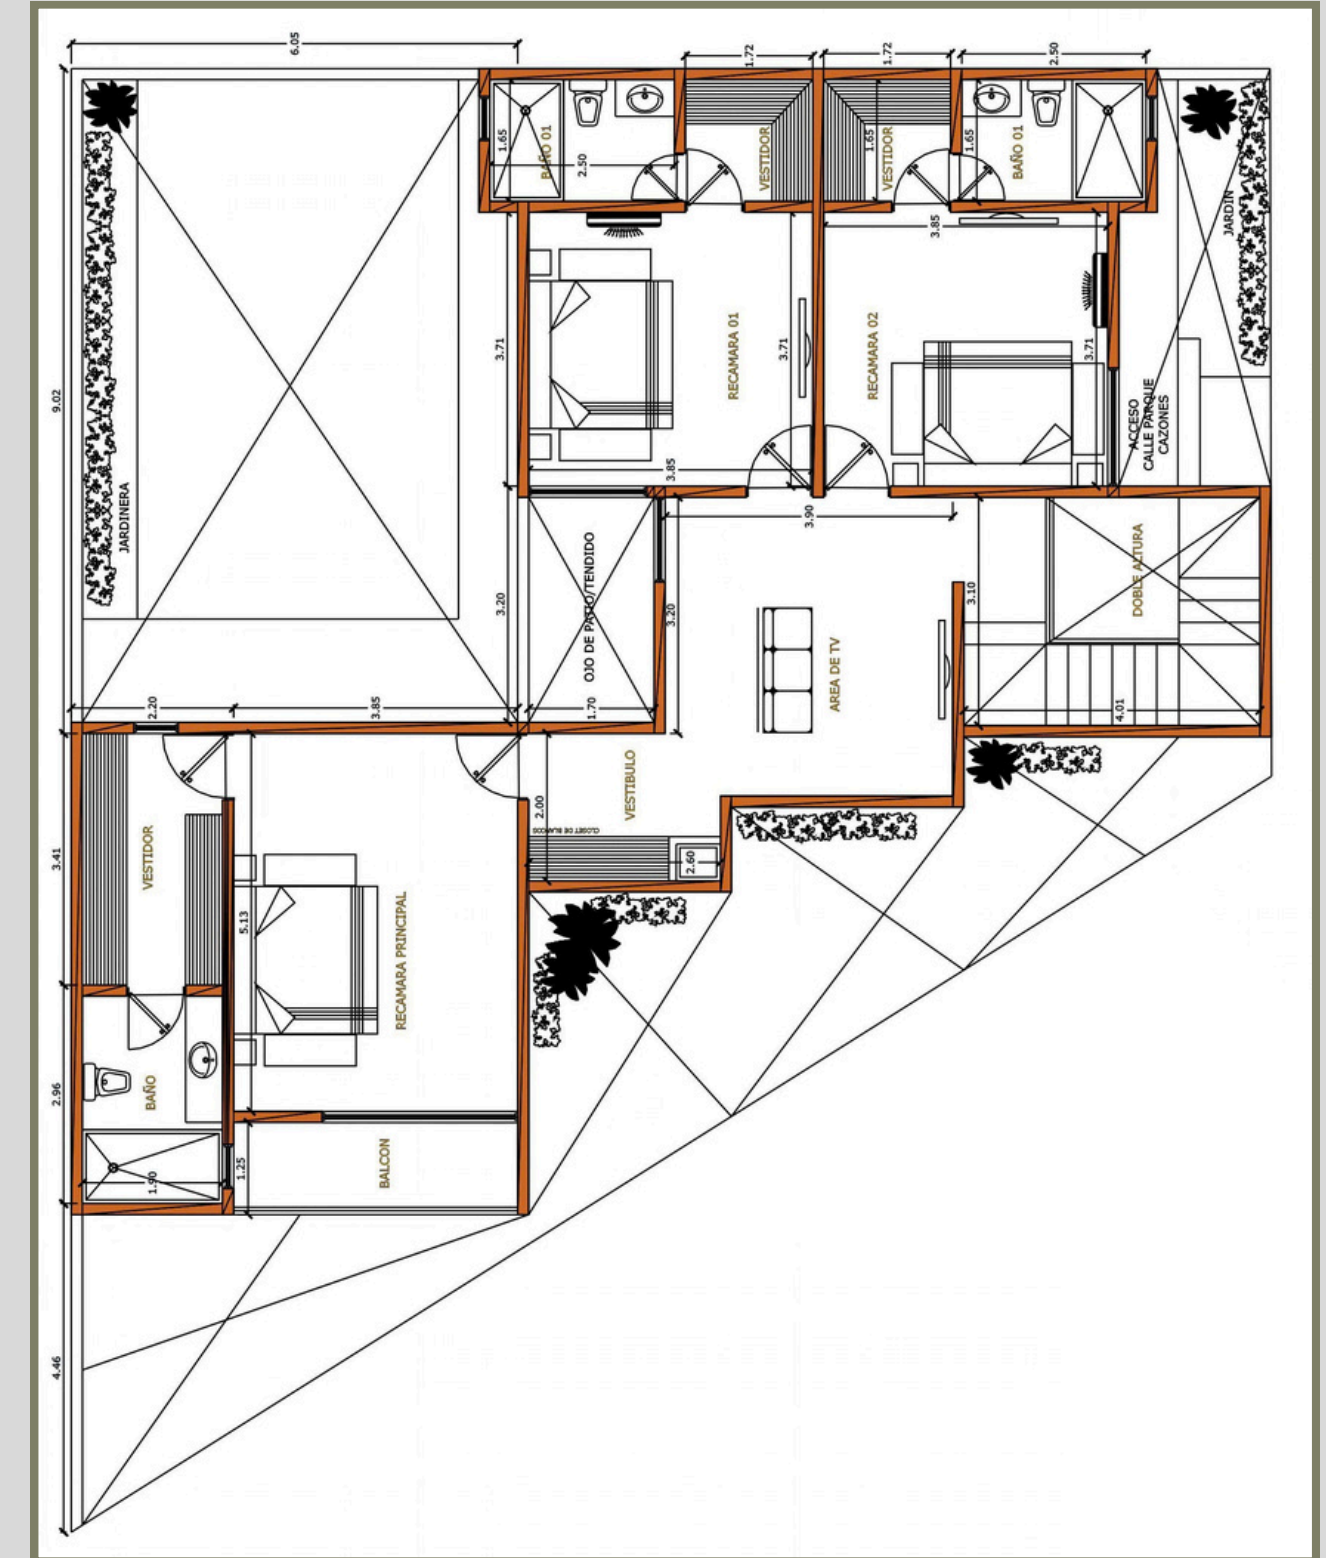 6.05
1.72
1.72
2.50
1.65
BAÑO 01
2.50
VESTIDOR
1.65
VESTIDOR
1.65
BAÑO 01
JARDIN
3.85
9.02
3.71
RECAMARA 01
3.71
RECAMARA 02
3.71
ACCESO
CALLE PARQUE
CAZONES
JARDINERA
3.85
3.90
OJO DE PATIO/TENDIDO
3.20
3.20
AREA DE TV
3.10
DOBLE ALTURA
2.20
3.85
1.70
4.01
VESTIBULO
2.00
CLOSET DE BLANCOS
2.60
3.41
VESTIDOR
5.13
RECAMARA PRINCIPAL
2.96
BAÑO
1.90
1.25
BALCON
4.46